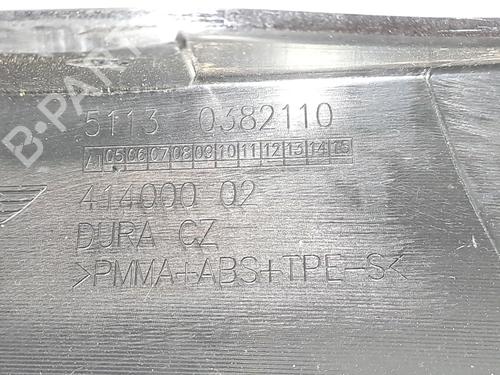 B-PARTS
5113 0382110
A 05 06 07 08 09 10 11 12 13 14 15
414000 02
DURA CZ
>PMMA+ABS+TPE-S<